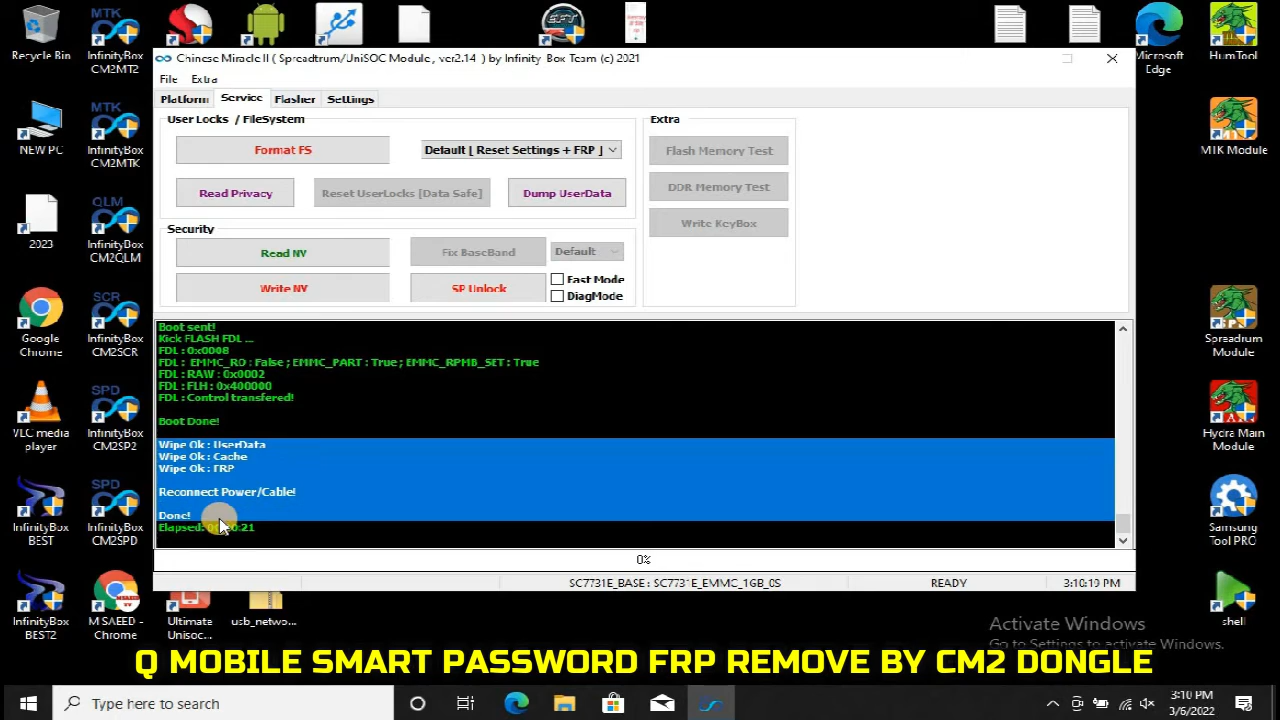 Recycle Bin
InfinityBox
CM2MT2
Microsoft
Edge
HumTool
Chinese Miracle II ( Spreadtrum/UniSOC Module , ver2.14 ) by Infinity-Box Team (c) 2021
File Extra
Platform Service Flasher Settings
User Locks / FileSystem
Extra
Format FS
Default [ Reset Settings + FRP ]
Flash Memory Test
Read Privacy
Reset UserLocks [Data Safe]
Dump UserData
DDR Memory Test
Write KeyBox
Security
Read NV
Fix BaseBand
Default
Write NV
SP Unlock
Fast Mode
DiagMode
NEW PC
InfinityBox
CM2MTK
MTK Module
2023
InfinityBox
CM2QLM
Google
Chrome
InfinityBox
CM2SCR
Spreadrum
Module
VLC media
player
InfinityBox
CM2SP2
Hydra Main
Module
InfinityBox
BEST
InfinityBox
CM2SPD
Samsung
Tool PRO
InfinityBox
BEST2
M SAEED -
Chrome
Ultimate
Unisoc...
usb_netwo...
shell
Boot sent!
Kick FLASH FDL ...
FDL : 0x0008
FDL : EMMC_RO : False ; EMMC_PART : True ; EMMC_RPMB_SET : True
FDL : RAW : 0x0002
FDL : FLH : 0x400000
FDL : Control transfered!
Boot Done!
Wipe Ok : UserData
Wipe Ok : Cache
Wipe Ok : FRP
Reconnect Power/Cable!
Done!
Elapsed:
0%
SC7731E_BASE : SC7731E_EMMC_1GB_0S
READY
3:10:19 PM
Activate Windows
Go to Settings to activate Windows.
Q MOBILE SMART PASSWORD FRP REMOVE BY CM2 DONGLE
Type here to search
3:10 PM
3/6/2022